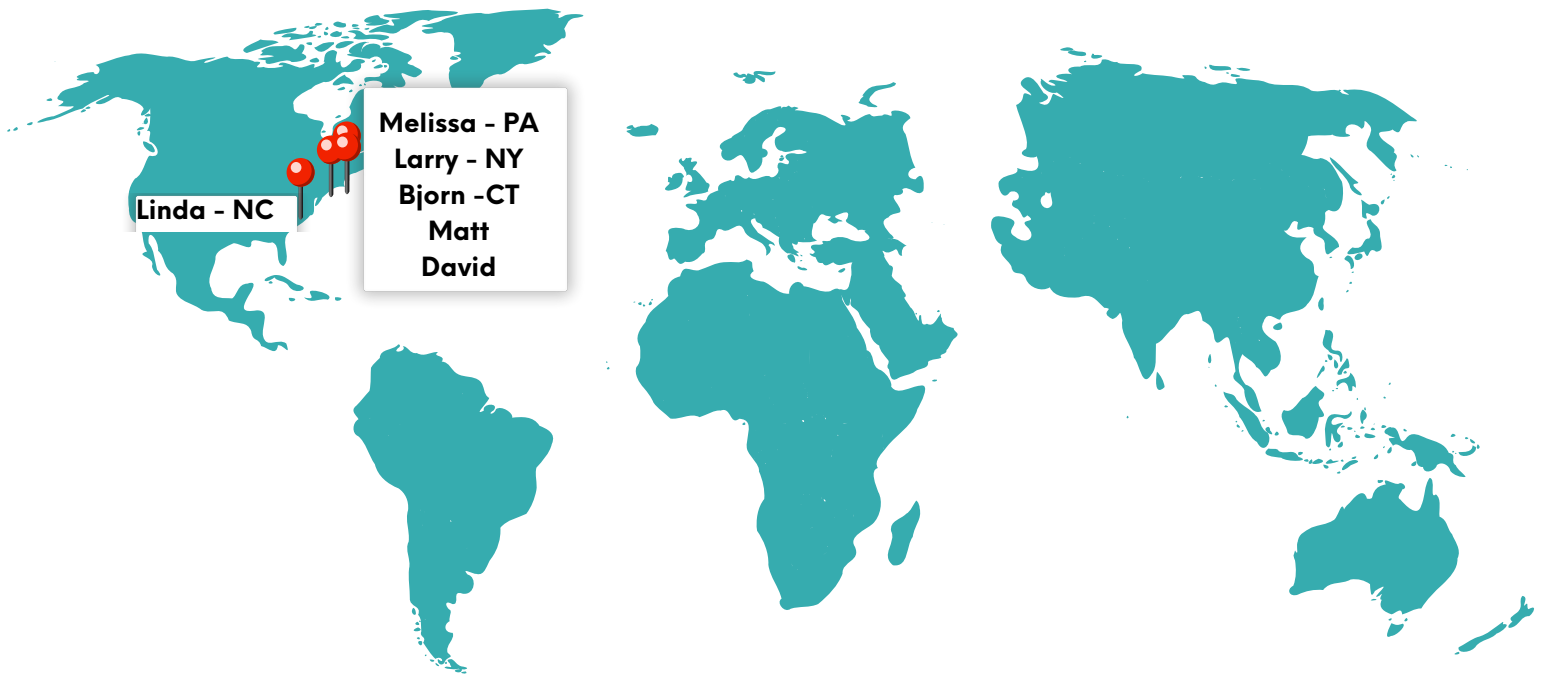 Melissa - PA
Larry - NY
Bjorn -CT
Matt
David
Linda - NC